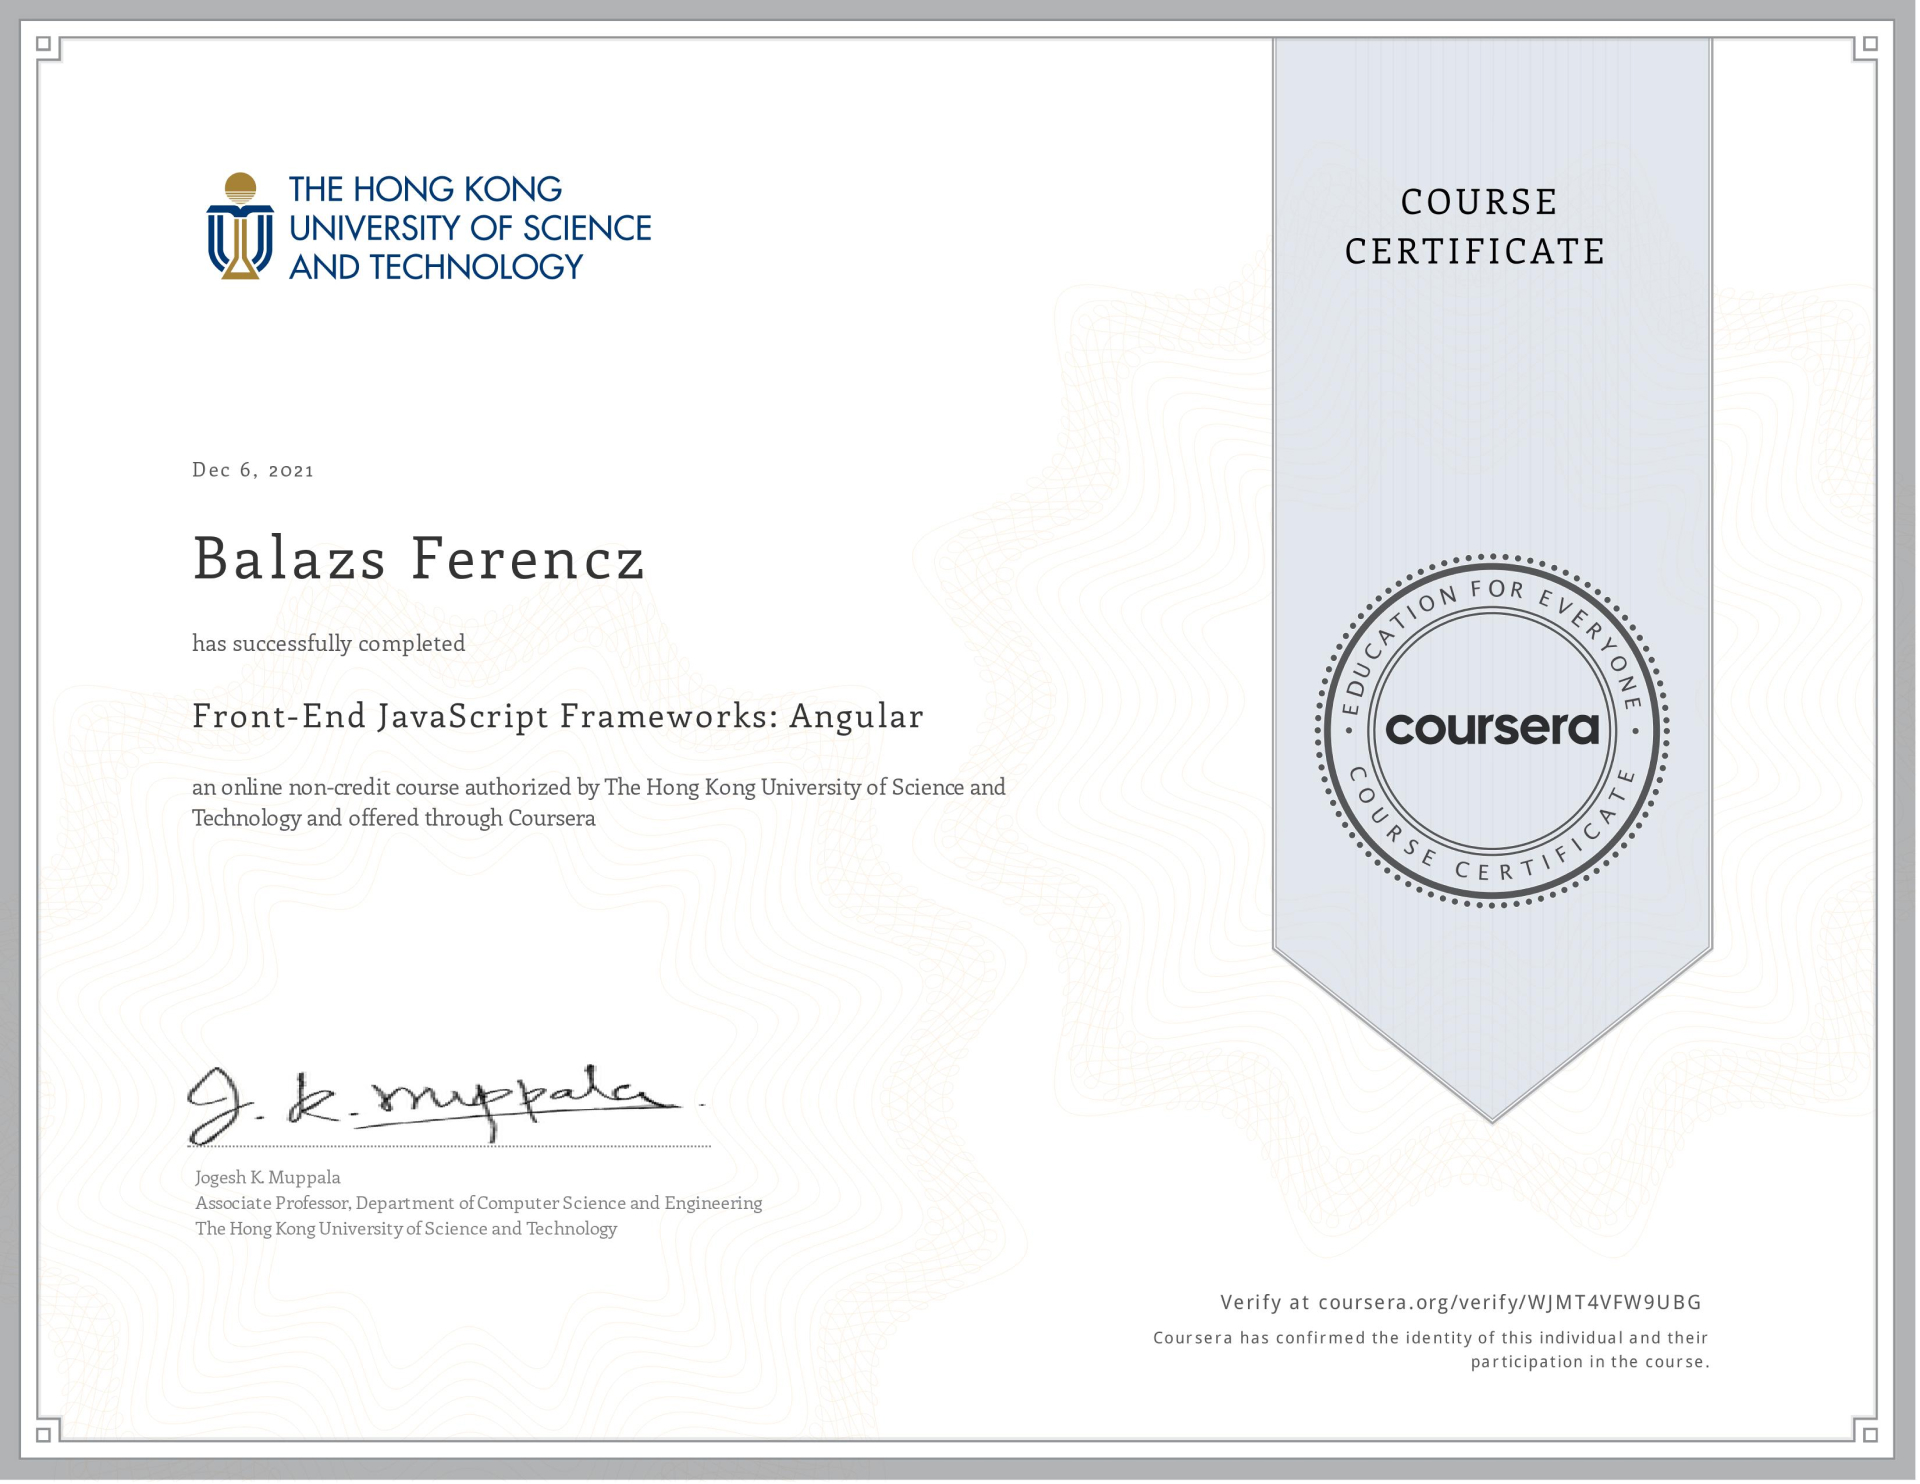 THE HONG KONG
UNIVERSITY OF SCIENCE
AND TECHNOLOGY
COURSE
CERTIFICATE
Dec 6, 2021
Balazs Ferencz
has successfully completed
Front-End JavaScript Frameworks: Angular
an online non-credit course authorized by The Hong Kong University of Science and
Technology and offered through Coursera
EDUCATION FOR EVERYONE
coursera
COURSE CERTIFICATE
J. K. Muppala
Jogesh K. Muppala
Associate Professor, Department of Computer Science and Engineering
The Hong Kong University of Science and Technology
Verify at coursera.org/verify/WJMT4VFW9UBG
Coursera has confirmed the identity of this individual and their
participation in the course.